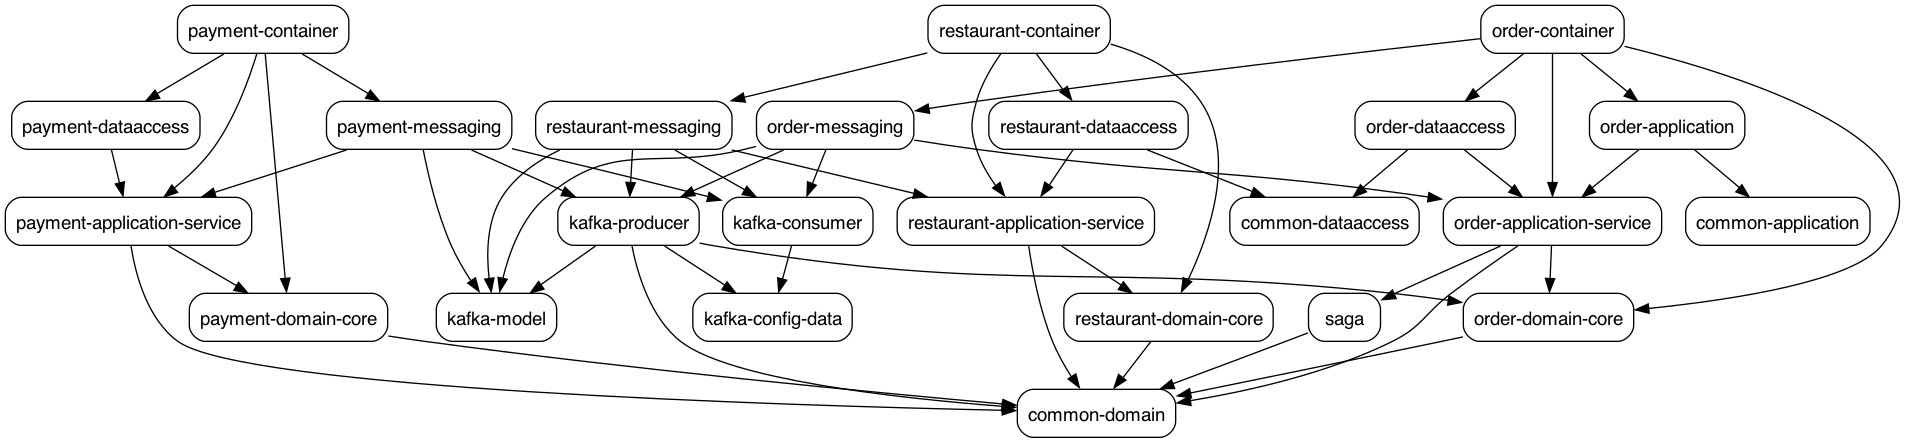 payment-container
restaurant-container
order-container
payment-dataaccess
payment-messaging
restaurant-messaging
order-messaging
restaurant-dataaccess
order-dataaccess
order-application
payment-application-service
kafka-producer
kafka-consumer
restaurant-application-service
common-dataaccess
order-application-service
common-application
payment-domain-core
kafka-model
kafka-config-data
restaurant-domain-core
saga
order-domain-core
common-domain